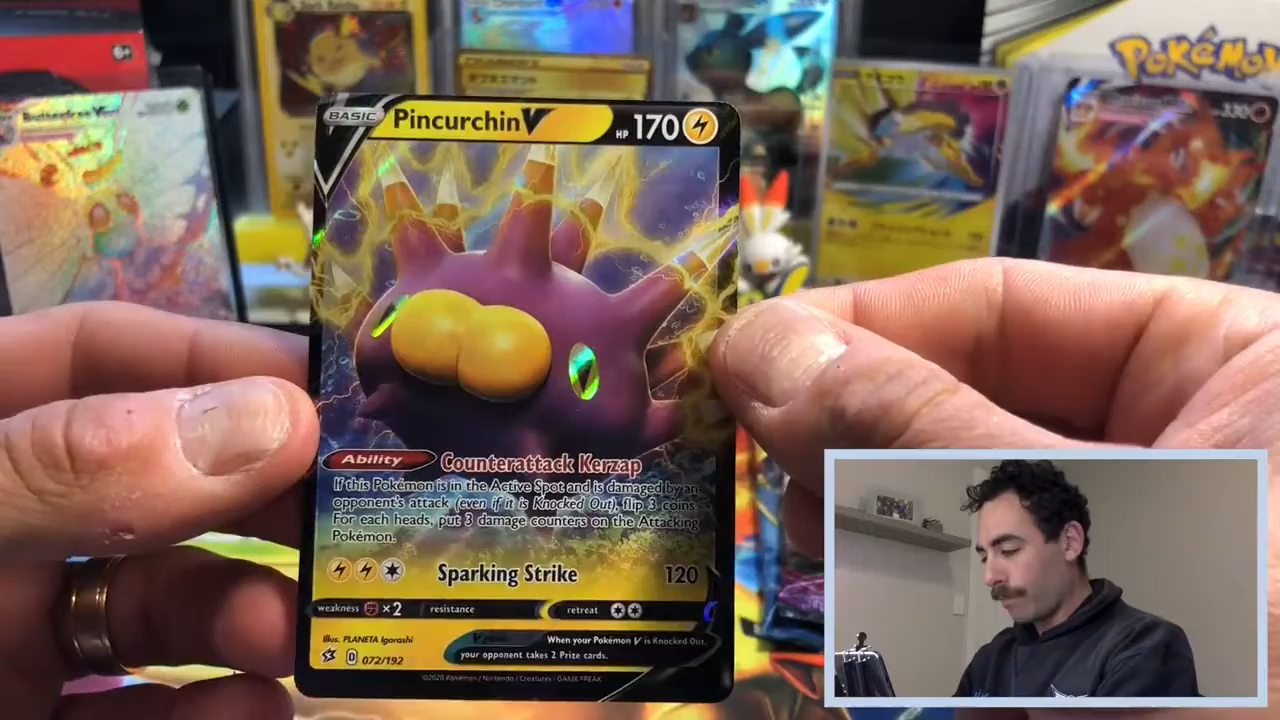 Pokémon
6+
330
BASIC PincurchinV HP 170
Ability Counterattack Kerzap
If this Pokémon is in the Active Spot and is damaged by an
opponent's attack (even if it is Knocked Out), flip 3 coins.
For each heads, put 3 damage counters on the Attacking
Pokémon.
Sparking Strike 120
weakness ×2 resistance retreat
Illus. PLANETA Igarashi
When your Pokémon V is Knocked Out,
your opponent takes 2 Prize cards.
D 072/192
©2020 Pokémon / Nintendo / Creatures / GAME FREAK